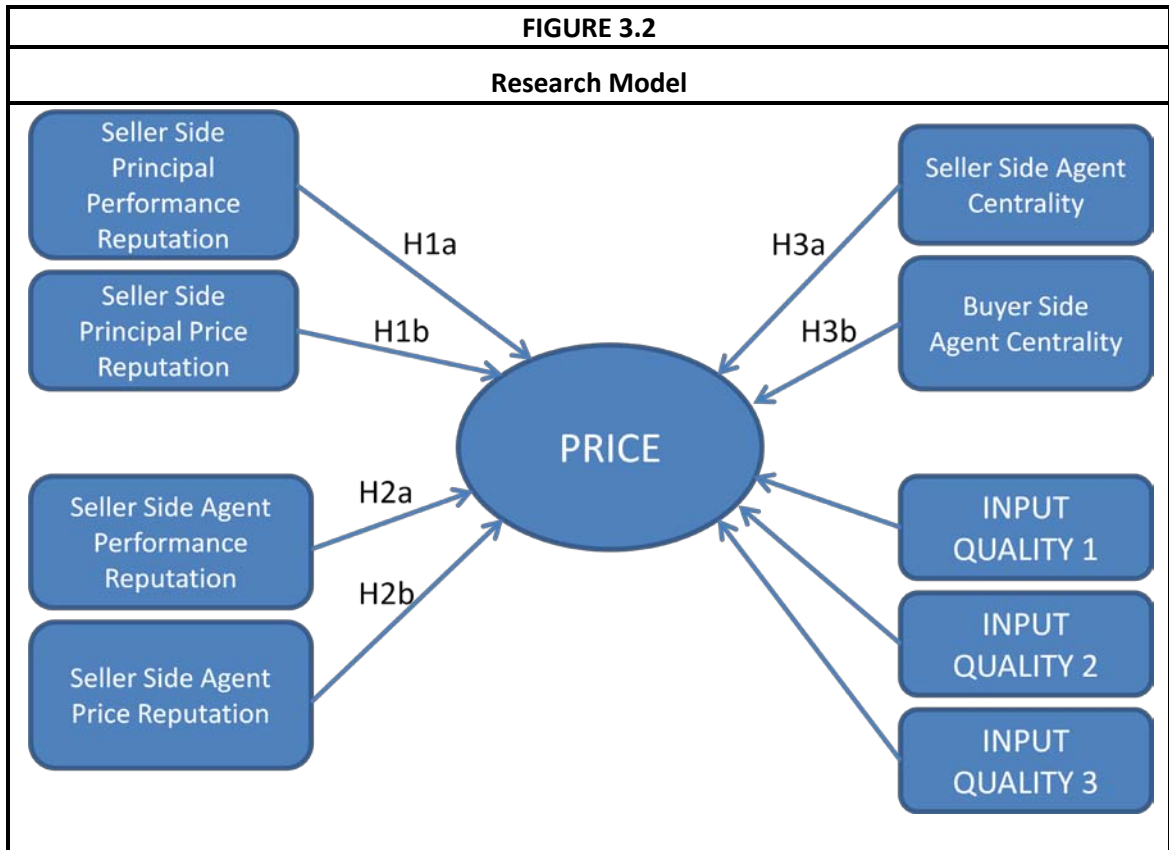 FIGURE 3.2
Research Model
Seller Side
Principal
Performance
Reputation
H1a
Seller Side
Principal Price
Reputation
H1b
Seller Side Agent
Performance
Reputation
H2a
Seller Side Agent
Price Reputation
H2b
PRICE
Seller Side Agent
Centrality
H3a
Buyer Side
Agent Centrality
H3b
INPUT
QUALITY 1
INPUT
QUALITY 2
INPUT
QUALITY 3